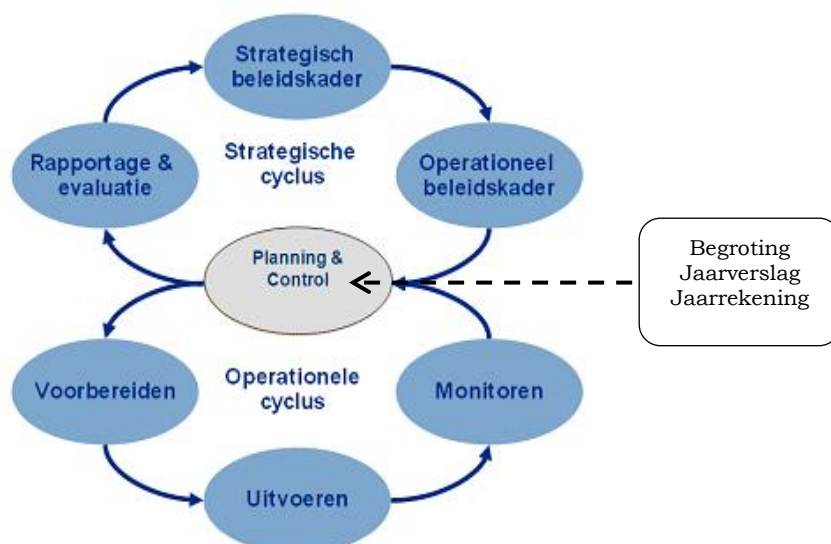 Strategisch
beleidskader
Rapportage &
evaluatie
Strategische
cyclus
Operationeel
beleidskader
Planning &
Control
Begroting
Jaarverslag
Jaarrekening
Voorbereiden
Operationele
cyclus
Monitoren
Uitvoeren